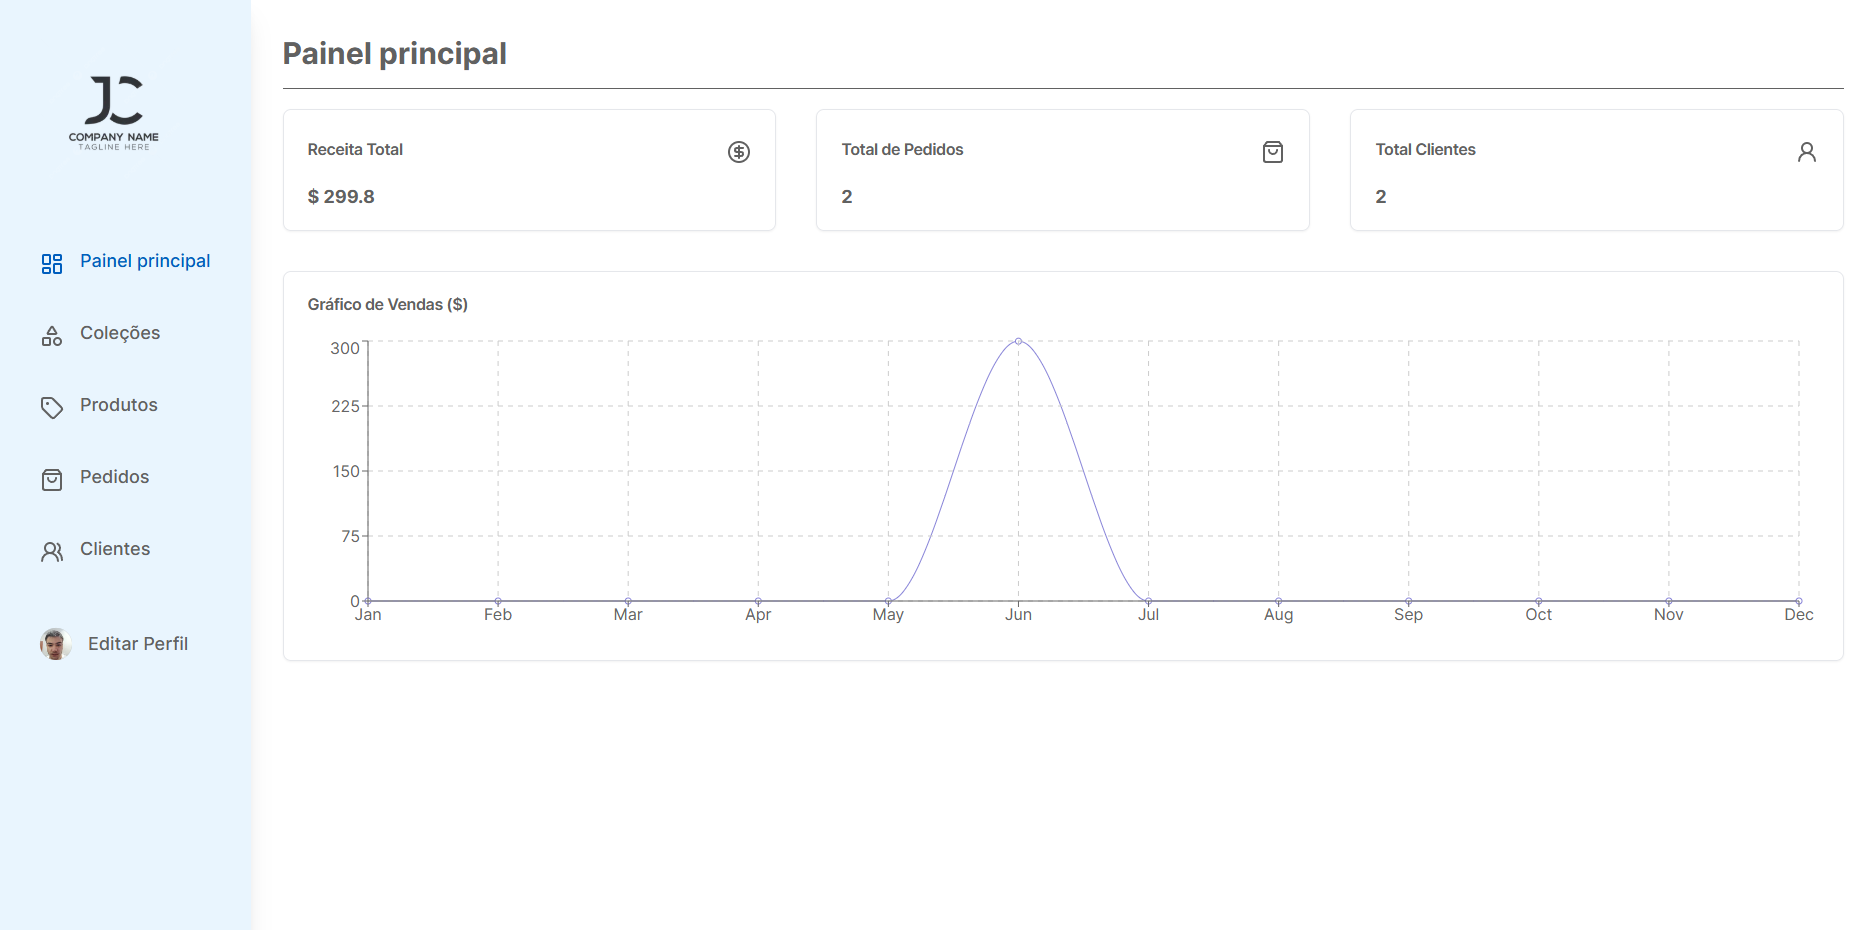 JC
COMPANY NAME
TAGLINE HERE
Painel principal
Coleções
Produtos
Pedidos
Clientes
Editar Perfil
Painel principal
Receita Total
$ 299.8
Total de Pedidos
2
Total Clientes
2
Gráfico de Vendas ($)
300
225
150
75
0
Jan Feb Mar Apr May Jun Jul Aug Sep Oct Nov Dec